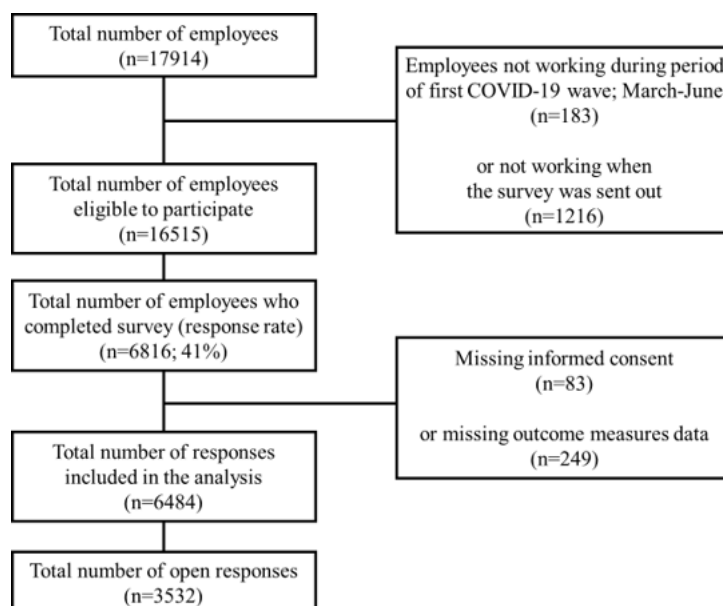 Total number of employees
(n=17914)
Employees not working during period
of first COVID-19 wave; March-June
(n=183)
or not working when
the survey was sent out
(n=1216)
Total number of employees
eligible to participate
(n=16515)
Total number of employees who
completed survey (response rate)
(n=6816; 41%)
Missing informed consent
(n=83)
or missing outcome measures data
(n=249)
Total number of responses
included in the analysis
(n=6484)
Total number of open responses
(n=3532)